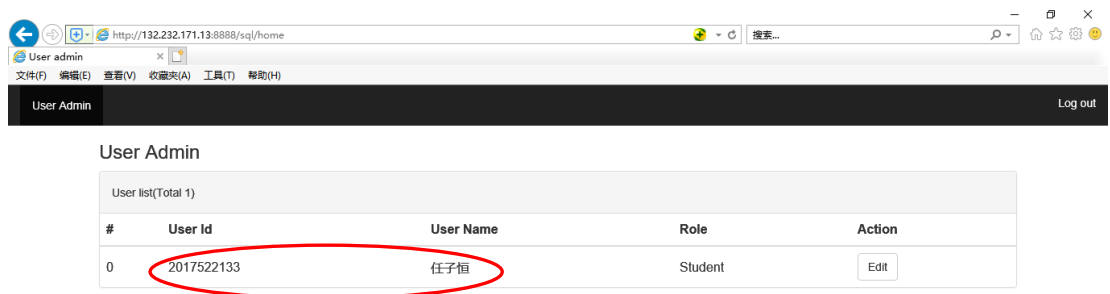 http://132.232.171.13:8888/sql/home
搜索...
User admin
文件(F) 编辑(E) 查看(V) 收藏夹(A) 工具(T) 帮助(H)
User Admin Log out
User Admin
User list(Total 1)
# User Id User Name Role Action
0 2017522133 任子恒 Student Edit